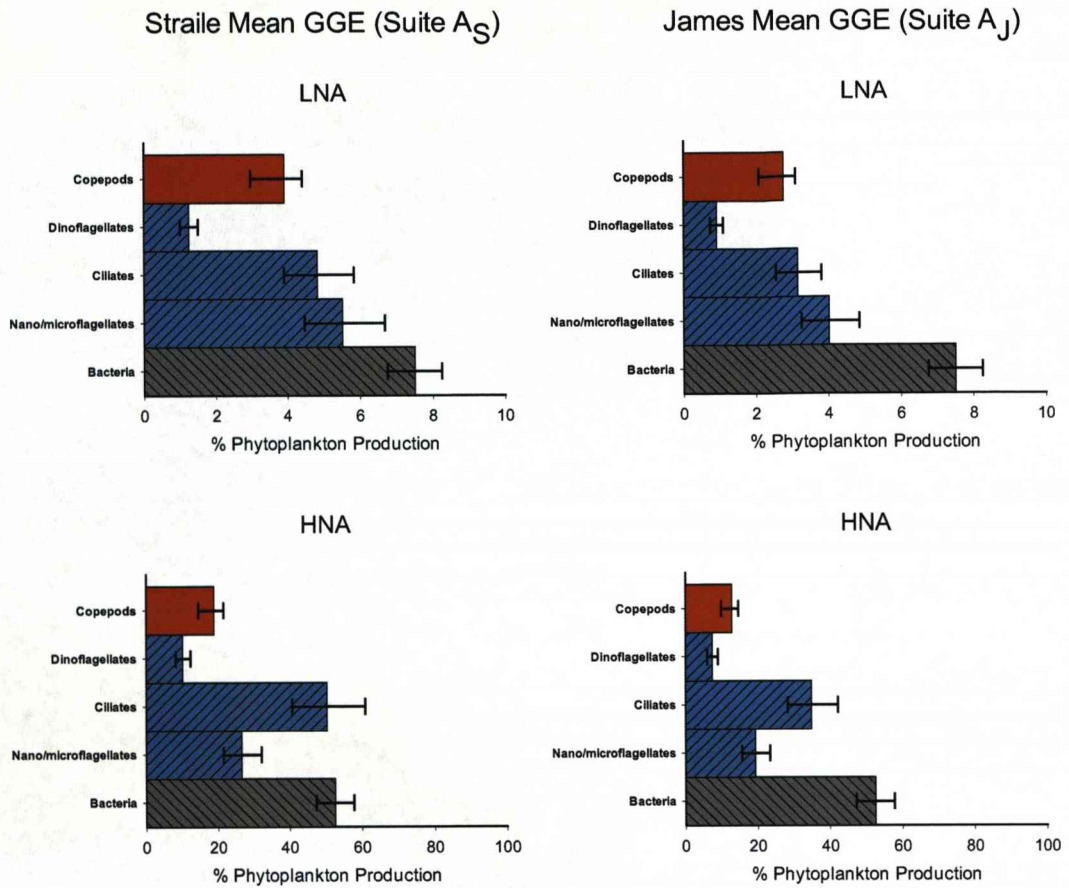 Straile Mean GGE (Suite AS)
James Mean GGE (Suite AJ)
LNA
Copepods
Dinoflagellates
Ciliates
Nano/microflagellates
Bacteria
0 2 4 6 8 10
% Phytoplankton Production
LNA
Copepods
Dinoflagellates
Ciliates
Nano/microflagellates
Bacteria
0 2 4 6 8 10
% Phytoplankton Production
HNA
Copepods
Dinoflagellates
Ciliates
Nano/microflagellates
Bacteria
0 20 40 60 80 100
% Phytoplankton Production
HNA
Copepods
Dinoflagellates
Ciliates
Nano/microflagellates
Bacteria
0 20 40 60 80 100
% Phytoplankton Production